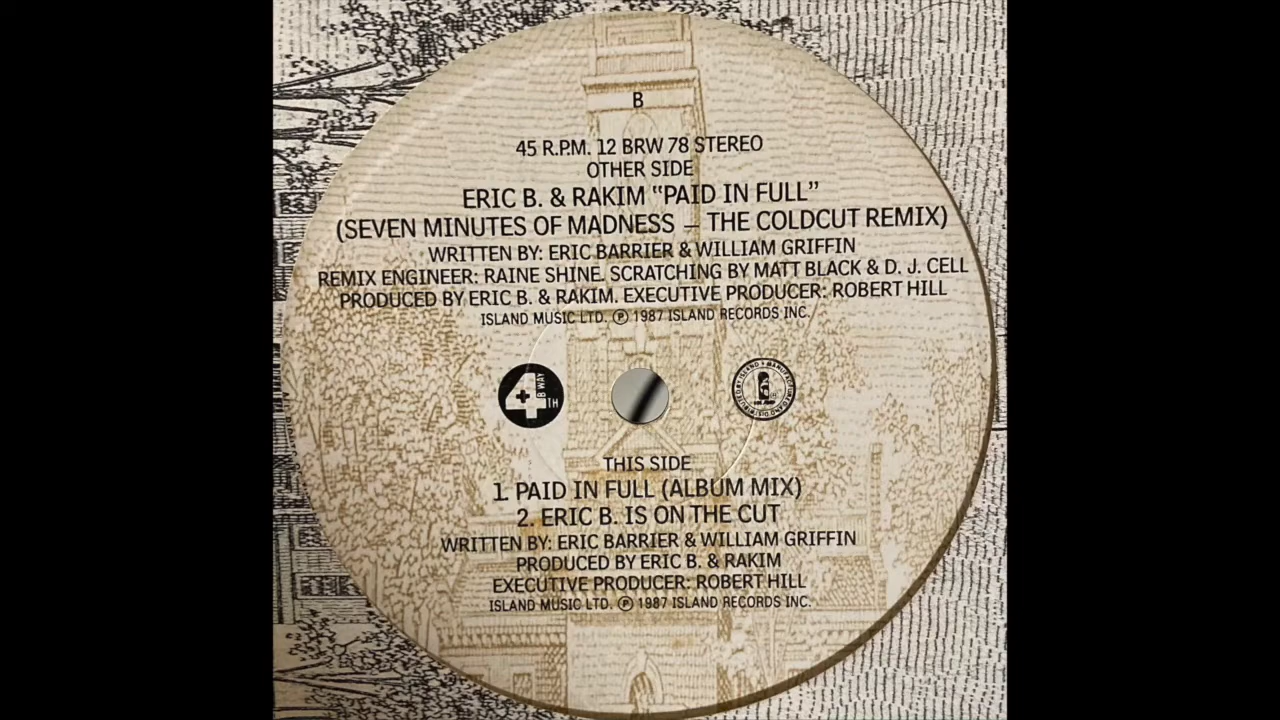 B
45 R.P.M. 12 BRW 78 STEREO
OTHER SIDE
ERIC B. & RAKIM "PAID IN FULL"
(SEVEN MINUTES OF MADNESS – THE COLDCUT REMIX)
WRITTEN BY: ERIC BARRIER & WILLIAM GRIFFIN
REMIX ENGINEER: RAINE SHINE. SCRATCHING BY MATT BLACK & D. J. CELL
PRODUCED BY ERIC B. & RAKIM. EXECUTIVE PRODUCER: ROBERT HILL
ISLAND MUSIC LTD. ℗ 1987 ISLAND RECORDS INC.
4TH B'WAY
THIS SIDE
1. PAID IN FULL (ALBUM MIX)
2. ERIC B. IS ON THE CUT
WRITTEN BY: ERIC BARRIER & WILLIAM GRIFFIN
PRODUCED BY ERIC B. & RAKIM
EXECUTIVE PRODUCER: ROBERT HILL
ISLAND MUSIC LTD. ℗ 1987 ISLAND RECORDS INC.